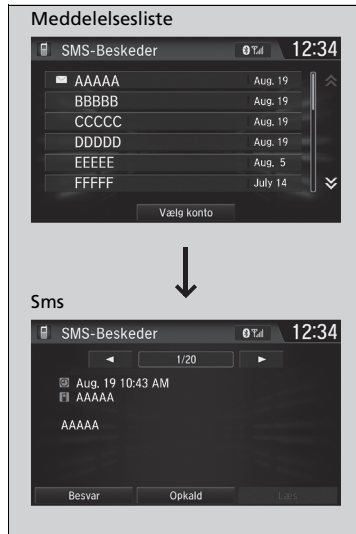 Meddelelsesliste
SMS-Beskeder 12:34
AAAAA Aug. 19
BBBBB Aug. 19
CCCCC Aug. 19
DDDDD Aug. 19
EEEEE Aug. 5
FFFFF July 14
Vælg konto
Sms
SMS-Beskeder 12:34
1/20
Aug. 19 10:43 AM
AAAAA
AAAAA
Besvar Opkald Læs